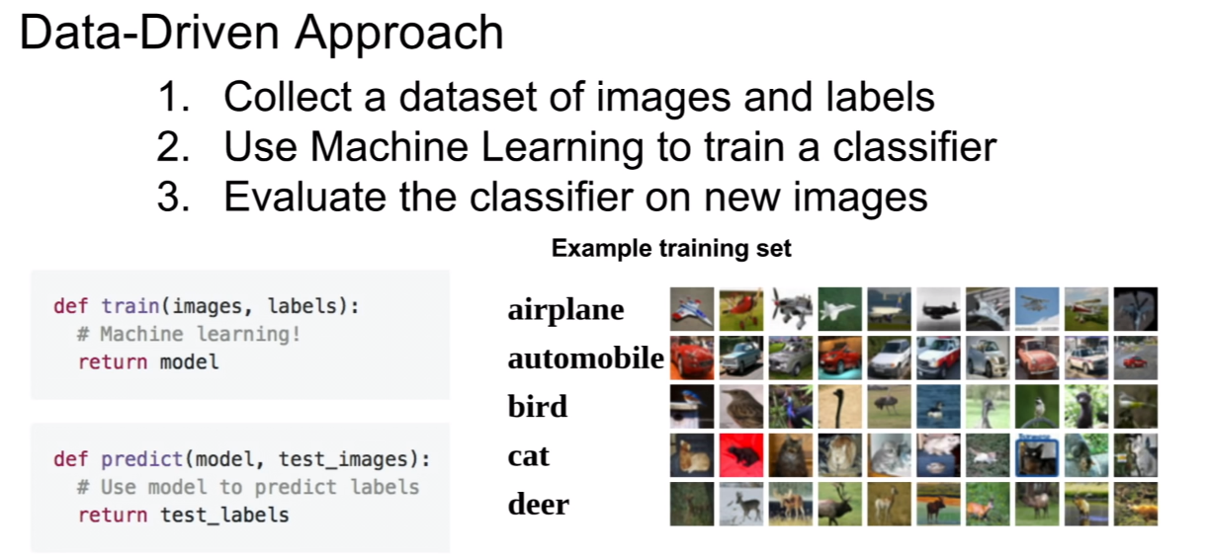 Data-Driven Approach
1. Collect a dataset of images and labels
2. Use Machine Learning to train a classifier
3. Evaluate the classifier on new images
def train(images, labels):
# Machine learning!
return model
def predict(model, test_images):
# Use model to predict labels
return test_labels
Example training set
airplane
automobile
bird
cat
deer